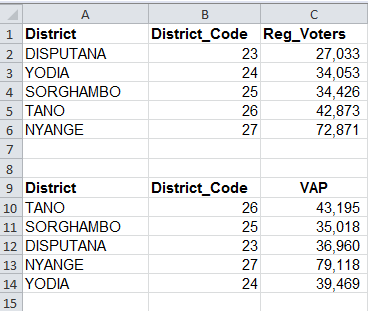 A B C
1 District District_Code Reg_Voters
2 DISPUTANA 23 27,033
3 YODIA 24 34,053
4 SORGHAMBO 25 34,426
5 TANO 26 42,873
6 NYANGE 27 72,871
7
8
9 District District_Code VAP
10 TANO 26 43,195
11 SORGHAMBO 25 35,018
12 DISPUTANA 23 36,960
13 NYANGE 27 79,118
14 YODIA 24 39,469
15